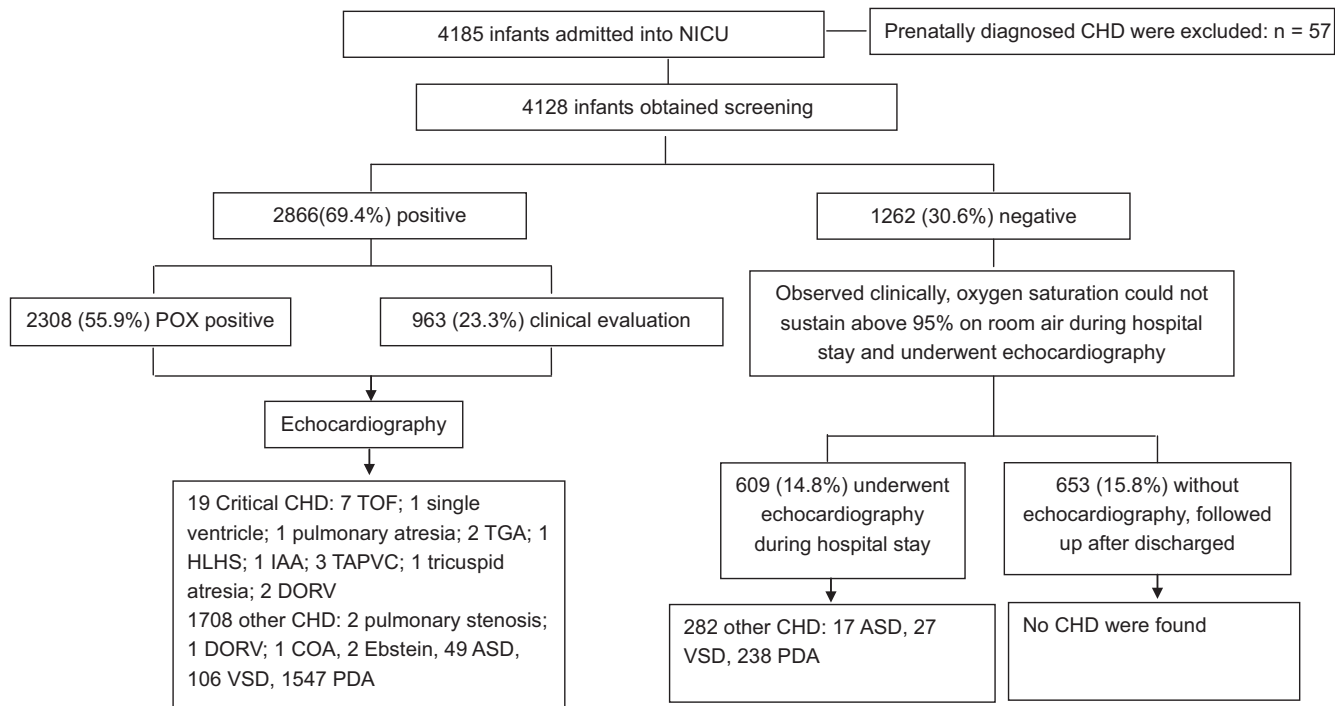 4185 infants admitted into NICU
Prenatally diagnosed CHD were excluded: n = 57
4128 infants obtained screening
2866(69.4%) positive
1262 (30.6%) negative
2308 (55.9%) POX positive
963 (23.3%) clinical evaluation
Observed clinically, oxygen saturation could not
sustain above 95% on room air during hospital
stay and underwent echocardiography
Echocardiography
19 Critical CHD: 7 TOF; 1 single
ventricle; 1 pulmonary atresia; 2 TGA; 1
HLHS; 1 IAA; 3 TAPVC; 1 tricuspid
atresia; 2 DORV
1708 other CHD: 2 pulmonary stenosis;
1 DORV; 1 COA, 2 Ebstein, 49 ASD,
106 VSD, 1547 PDA
609 (14.8%) underwent
echocardiography
during hospital stay
653 (15.8%) without
echocardiography, followed
up after discharged
282 other CHD: 17 ASD, 27
VSD, 238 PDA
No CHD were found